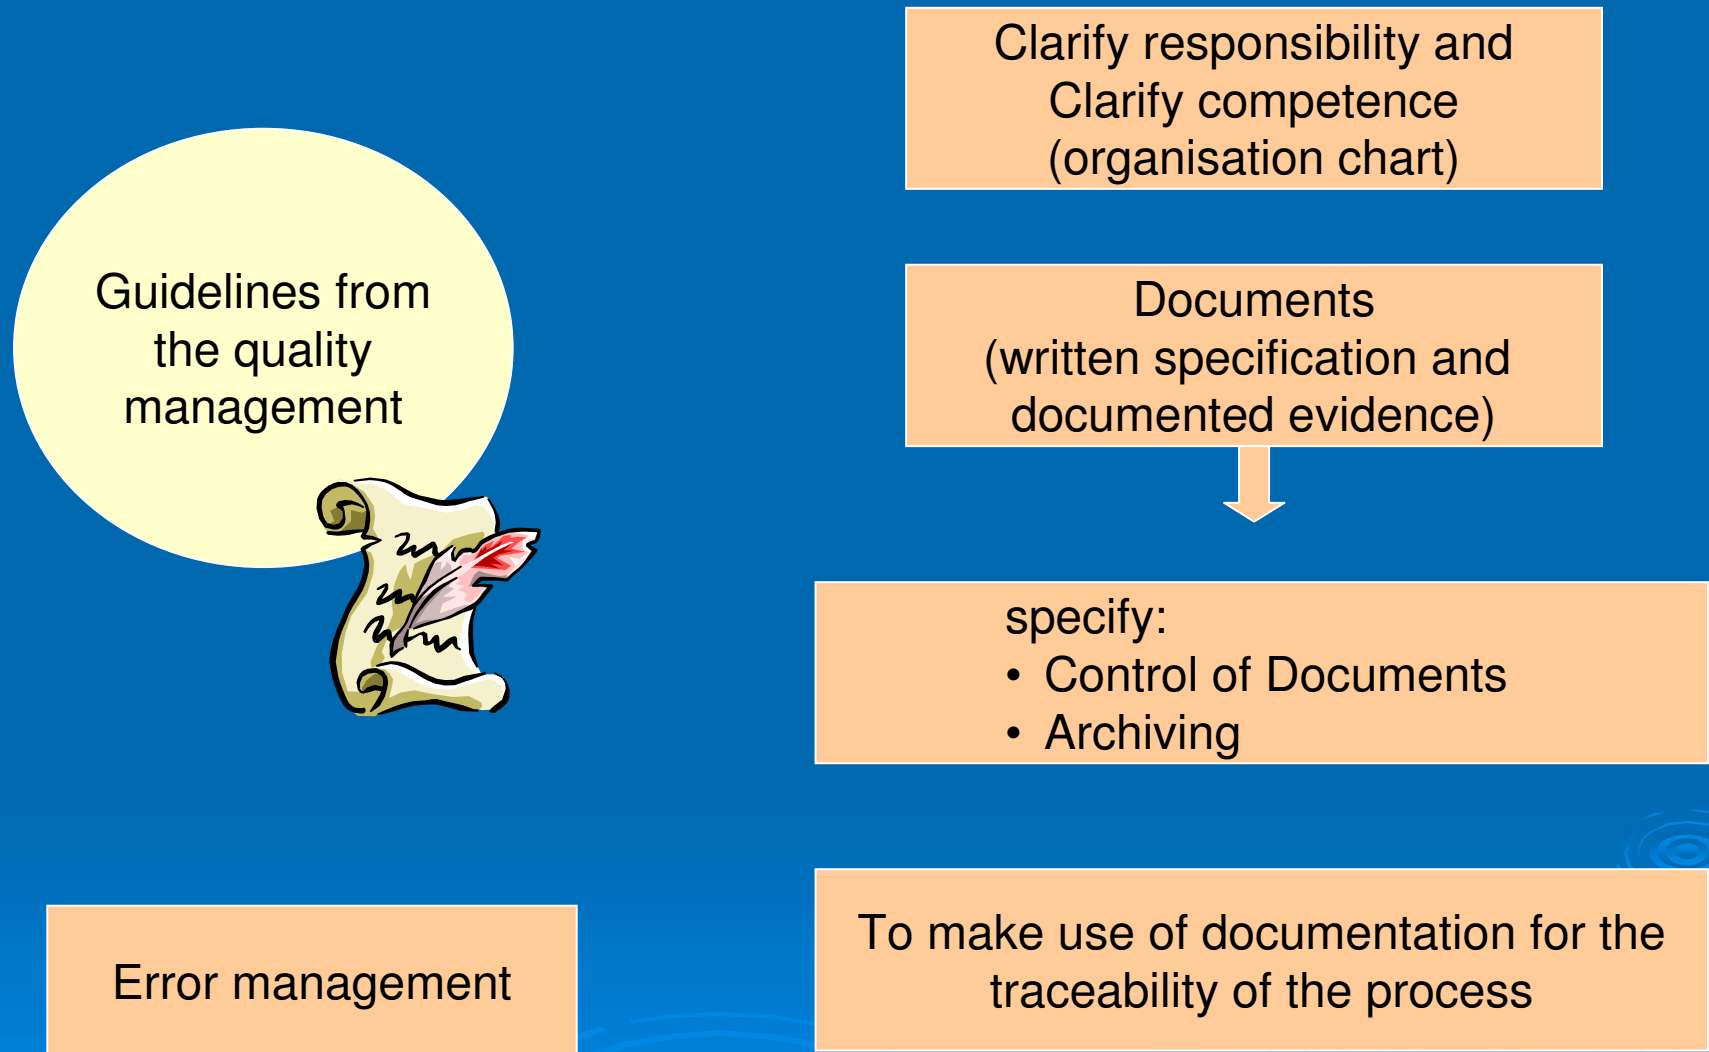 Clarify responsibility and
Clarify competence
(organisation chart)
Guidelines from
the quality
management
Documents
(written specification and
documented evidence)
specify:
• Control of Documents
• Archiving
Error management
To make use of documentation for the
traceability of the process